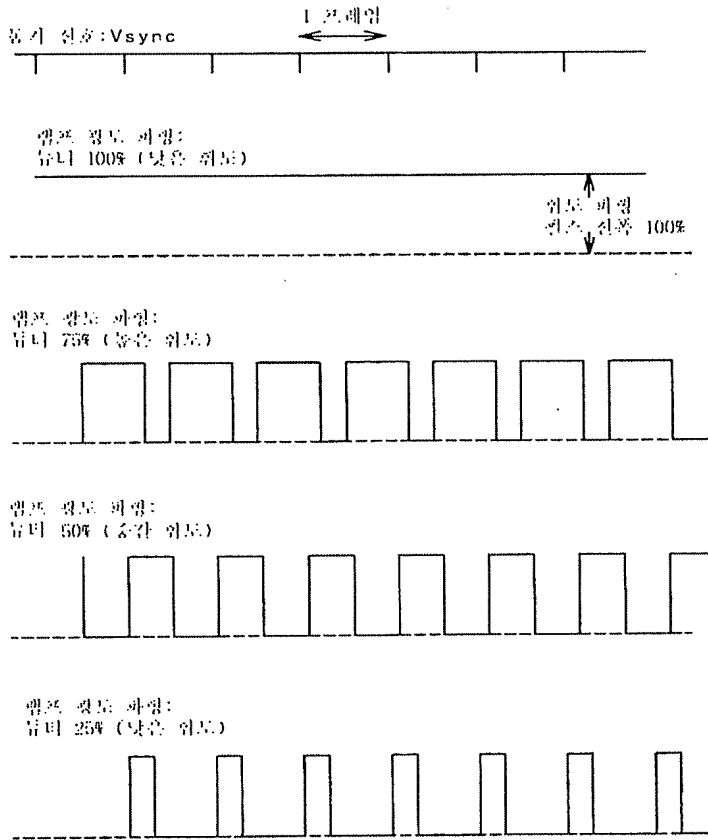 1 프레임
동기 신호:Vsync
램프 광도 파형:
듀티 100% (낮은 휘도)
휘도 파형
펄스 진폭 100%
램프 광도 파형:
듀티 75% (높은 휘도)
램프 광도 파형:
듀티 50% (중간 휘도)
램프 광도 파형:
듀티 25% (낮은 휘도)